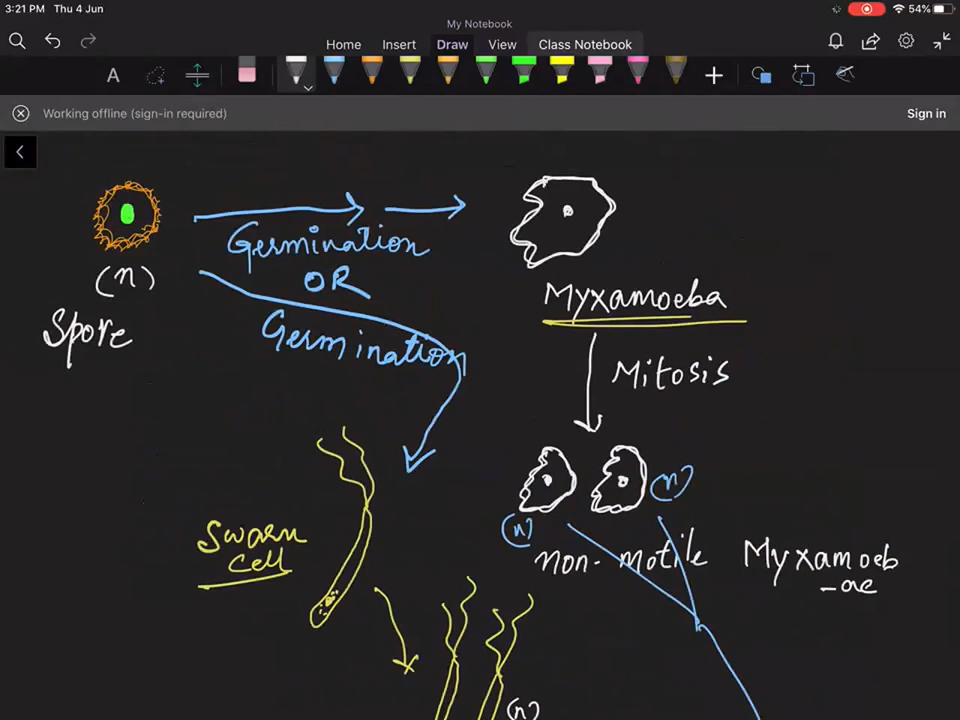 3:21 PM Thu 4 Jun
54%
My Notebook
Home Insert Draw View Class Notebook
A
Working offline (sign-in required)
Sign in
Germination
OR
Germination
(n)
Spore
Myxamoeba
Mitosis
(n)
(n)
non-motile Myxamoeb
-ae
Swarm
Cell
(n)